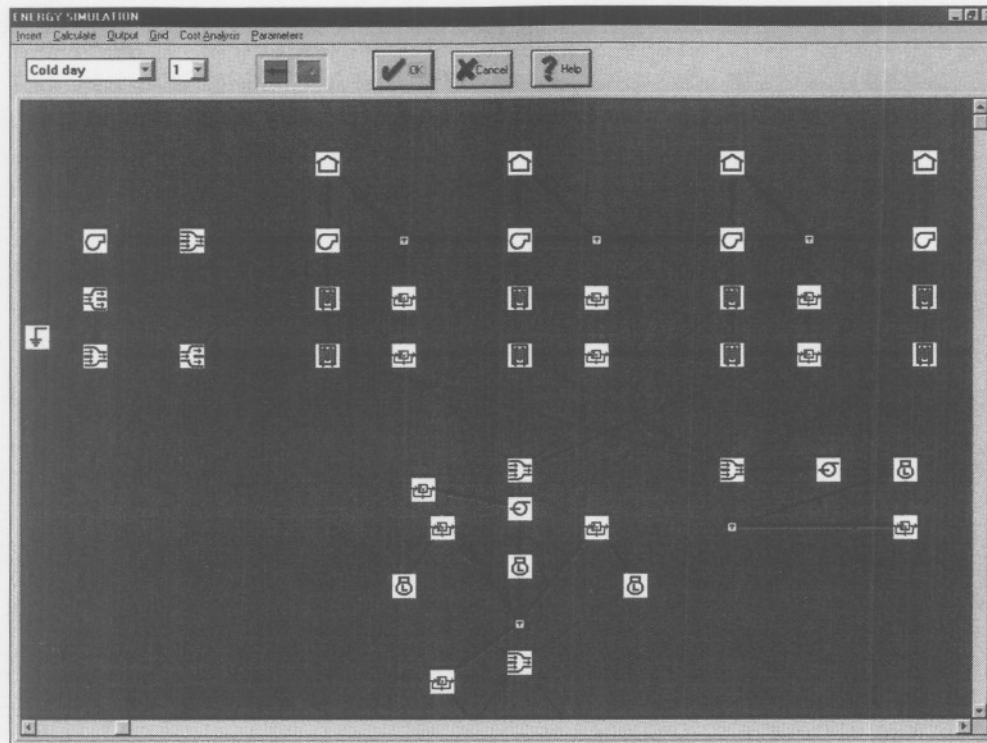 ENERGY SIMULATION
Insert Calculate Output Grid Cost Analysis Parameters
Cold day 1 OK Cancel Help